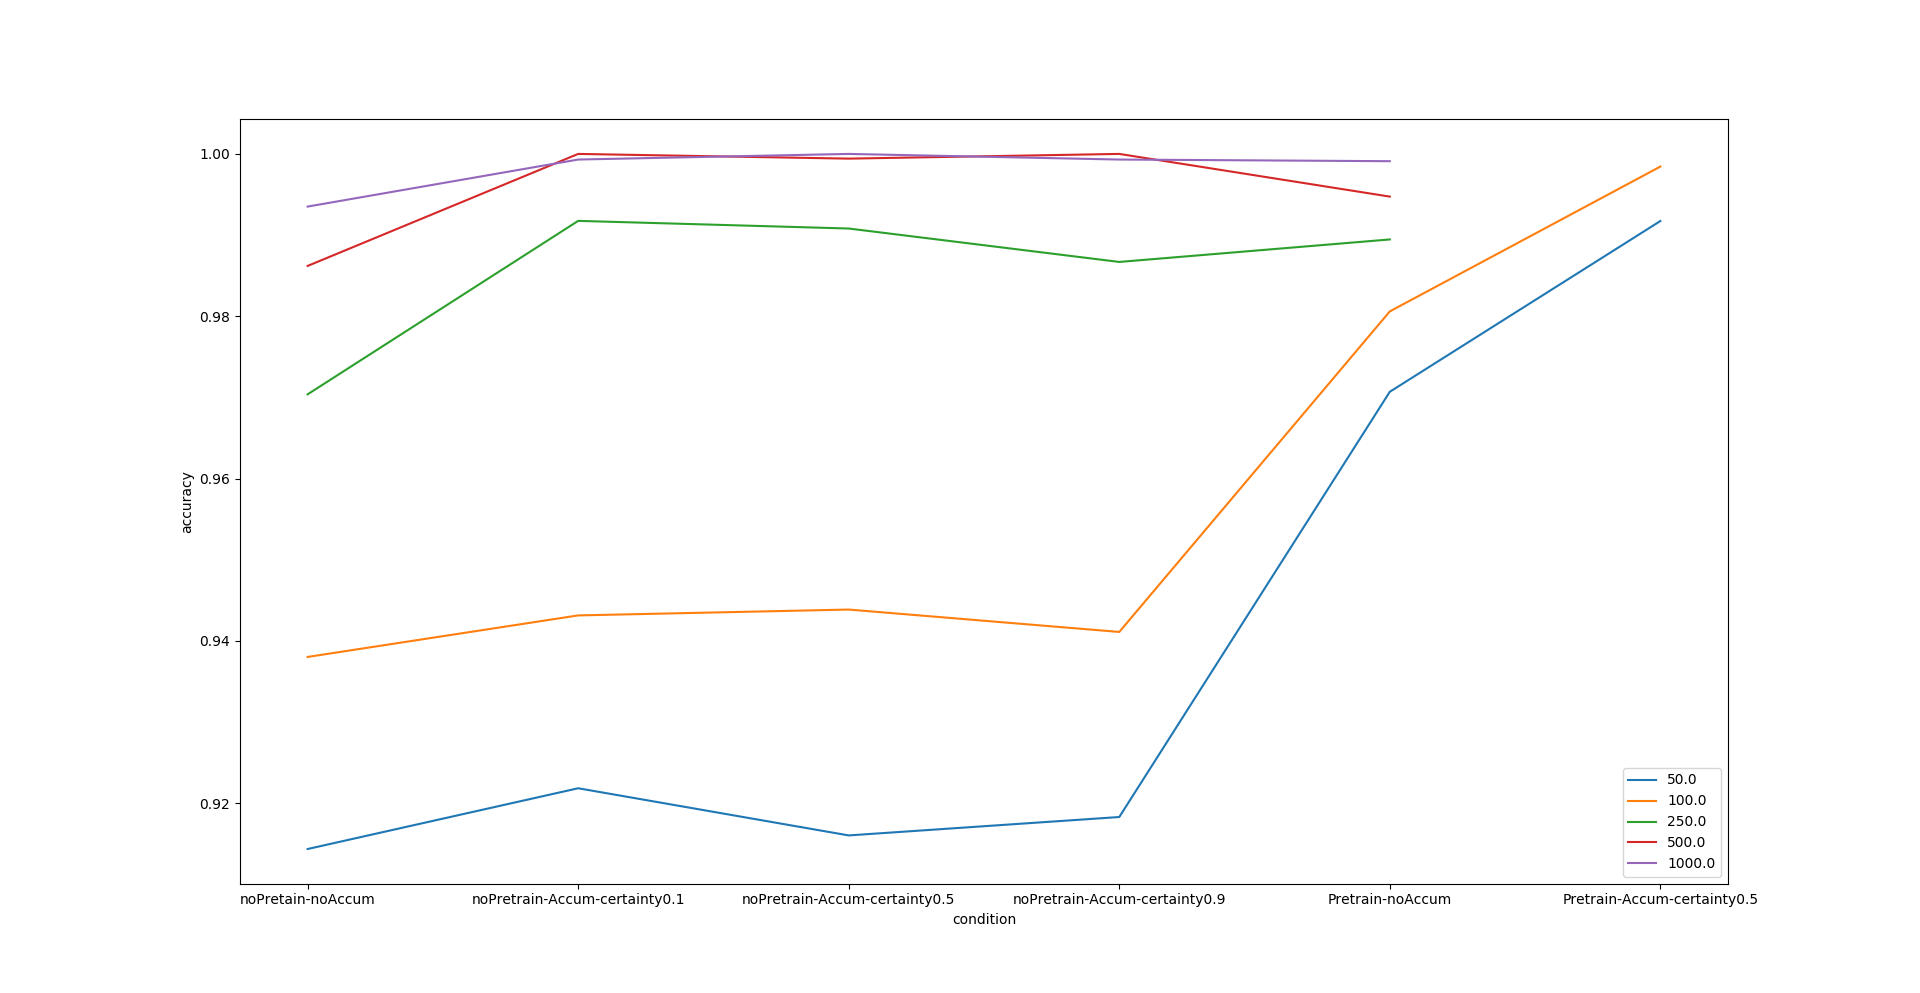 1.00
0.98
0.96
0.94
0.92
accuracy
noPretain-noAccum
noPretrain-Accum-certainty0.1
noPretrain-Accum-certainty0.5
noPretrain-Accum-certainty0.9
Pretrain-noAccum
Pretrain-Accum-certainty0.5
condition
50.0
100.0
250.0
500.0
1000.0